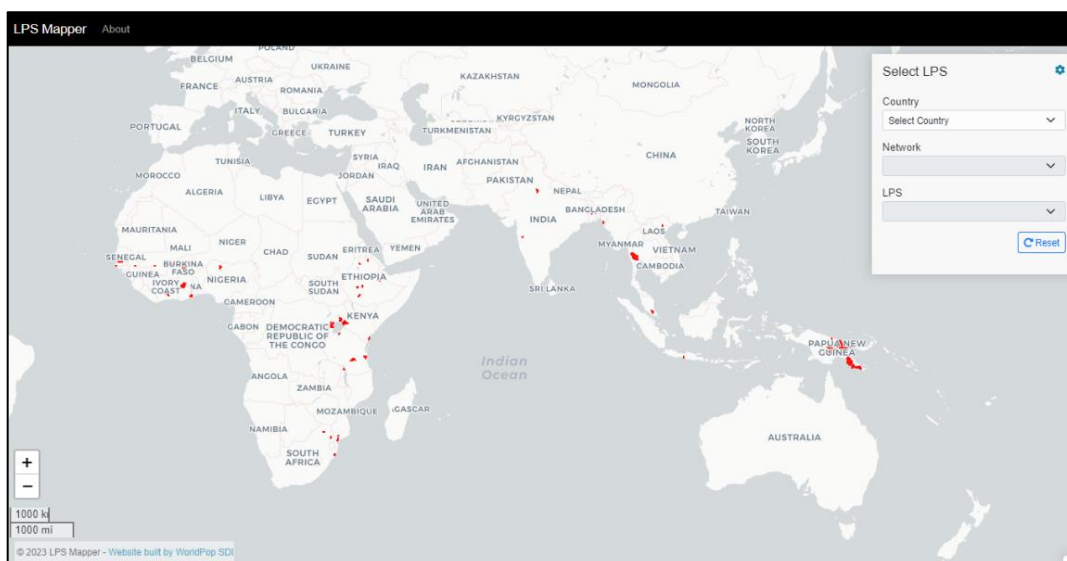 LPS Mapper About
Select LPS
Country
Select Country
Network
LPS
Reset
POLAND
BELGIUM
UKRAINE
KAZAKHSTAN
MONGOLIA
FRANCE
AUSTRIA
ROMANIA
ITALY
BULGARIA
KYRGYZSTAN
NORTH
KOREA
PORTUGAL
GREECE
TURKEY
TURKMENISTAN
SOUTH
KOREA
TUNISIA
SYRIA
IRAQ
IRAN
AFGHANISTAN
CHINA
MOROCCO
JORDAN
PAKISTAN
ALGERIA
LIBYA
EGYPT
SAUDI
ARABIA
UNITED
ARAB
EMIRATES
NEPAL
BANGLADESH
TAIWAN
INDIA
MAURITANIA
MALI
NIGER
CHAD
SUDAN
ERITREA
YEMEN
MYANMAR
LAOS
VIETNAM
SENEGAL
BURKINA
FASO
GUINEA
NIGERIA
ETHIOPIA
CAMBODIA
IVORY
COAST
NA
SOUTH
SUDAN
SRI LANKA
CAMEROON
KENYA
GABON
DEMOCRATIC
REPUBLIC OF
THE CONGO
PAPUA NEW
GUINEA
Indian
Ocean
ANGOLA
ZAMBIA
MOZAMBIQUE
GASCAR
NAMIBIA
AUSTRALIA
SOUTH
AFRICA
+
−
1000 k
1000 mi
© 2023 LPS Mapper - Website built by WorldPop SDI